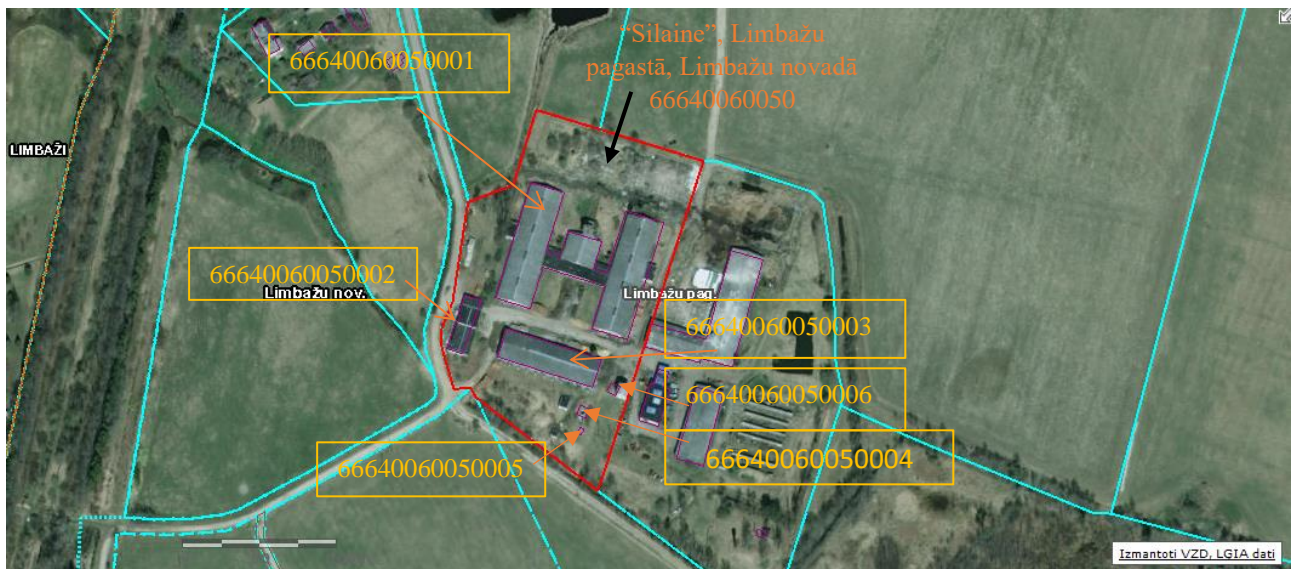 66640060050001
“Silaine”, Limbažu
pagastā, Limbažu novadā
66640060050
LIMBAŽI
66640060050002
Limbažu nov.
Limbažu pag.
66640060050003
66640060050006
66640060050004
66640060050005
Izmantoti VZD, LGIA dati